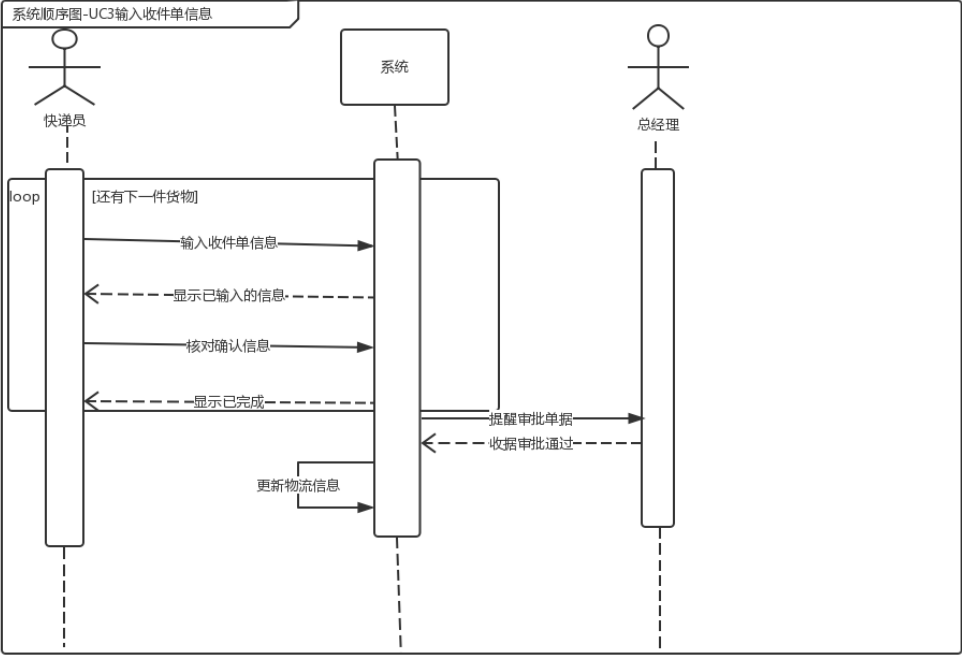 系统顺序图-UC3输入收件单信息
系统
快递员
总经理
loop
[还有下一件货物]
输入收件单信息
显示已输入的信息
核对确认信息
显示已完成
提醒审批单据
收据审批通过
更新物流信息